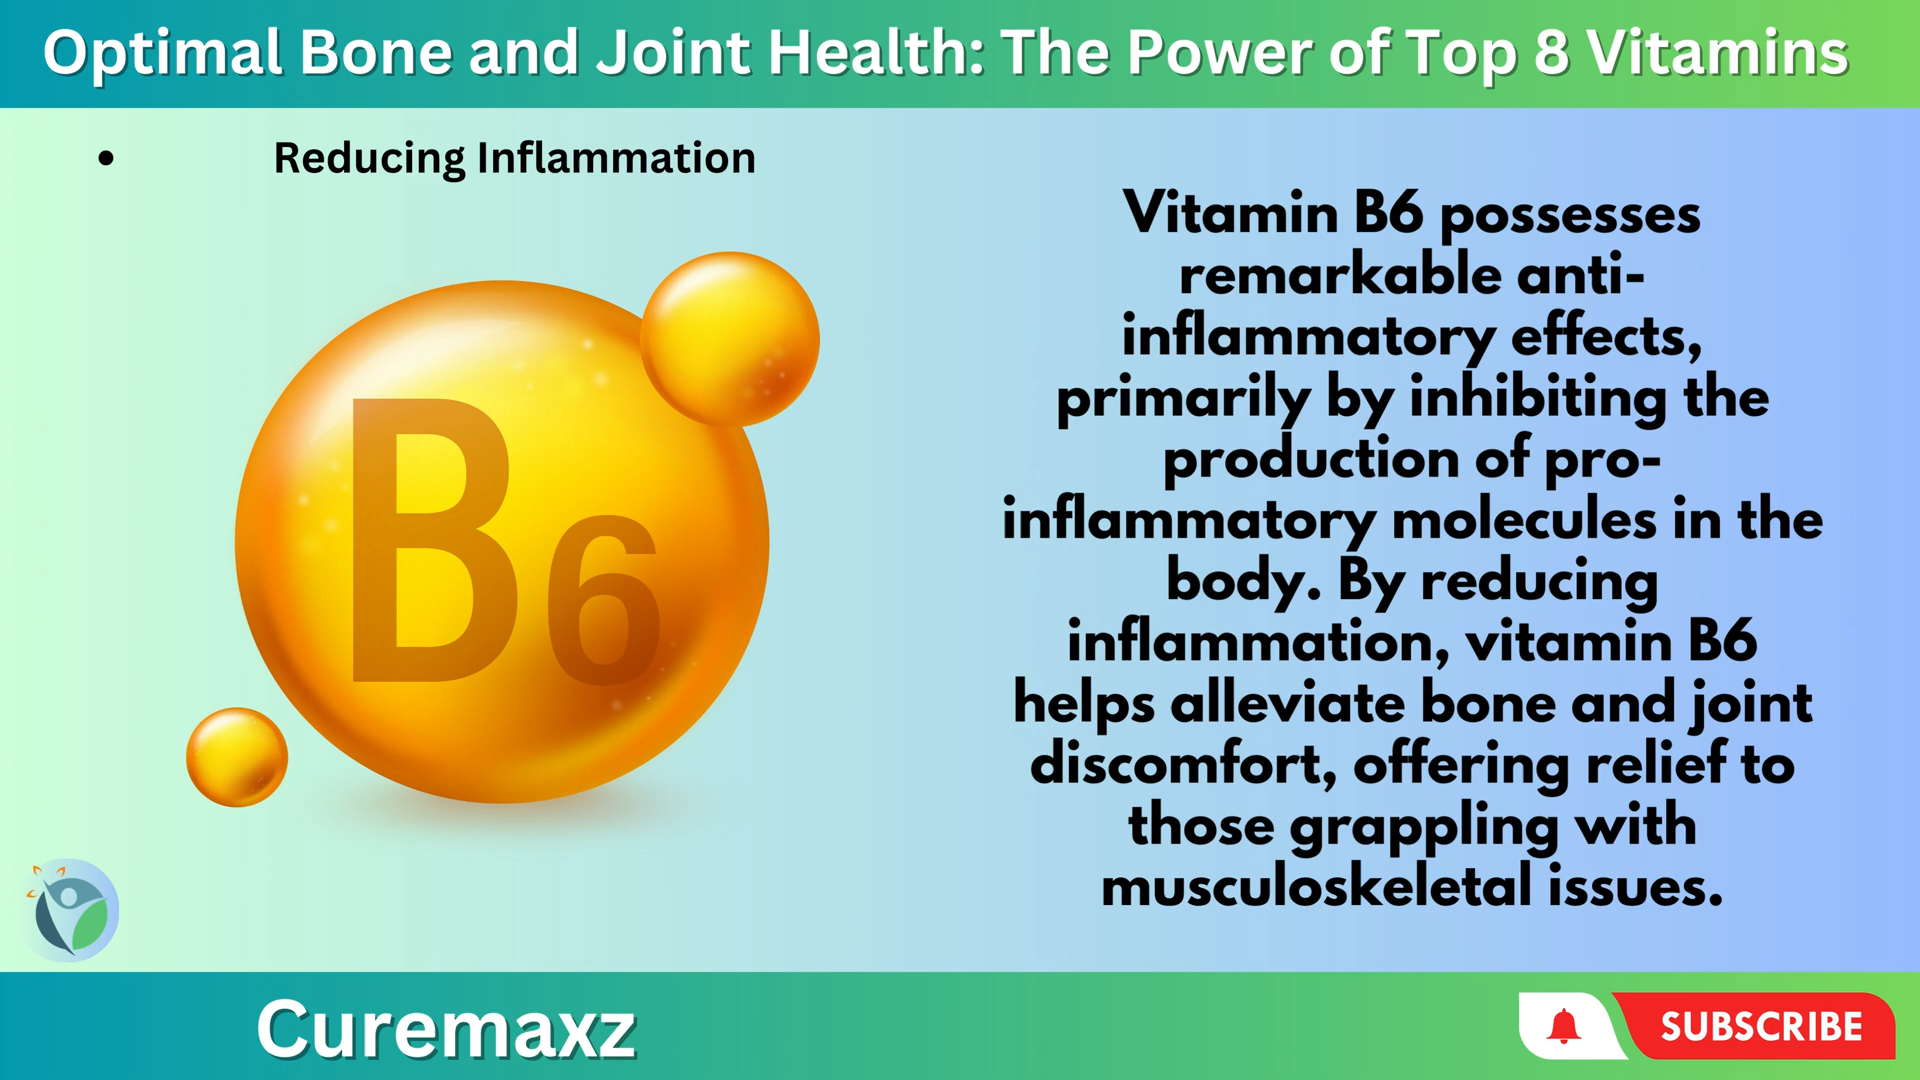 Optimal Bone and Joint Health: The Power of Top 8 Vitamins
• Reducing Inflammation
B6
Vitamin B6 possesses
remarkable anti-
inflammatory effects,
primarily by inhibiting the
production of pro-
inflammatory molecules in the
body. By reducing
inflammation, vitamin B6
helps alleviate bone and joint
discomfort, offering relief to
those grappling with
musculoskeletal issues.
Curemaxz
SUBSCRIBE